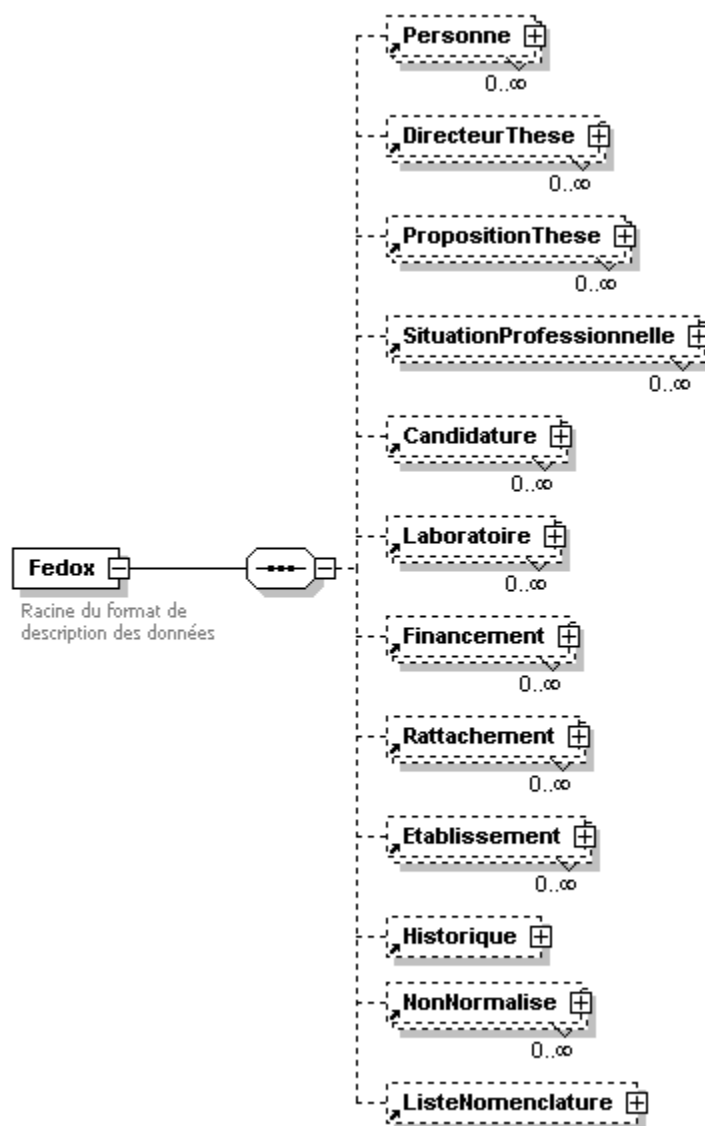 Personne
0..∞
DirecteurThese
0..∞
PropositionThese
0..∞
SituationProfessionnelle
0..∞
Candidature
0..∞
Laboratoire
0..∞
Fedox
Racine du format de
description des données
Financement
0..∞
Rattachement
0..∞
Etablissement
0..∞
Historique
NonNormalise
0..∞
ListeNomenclature